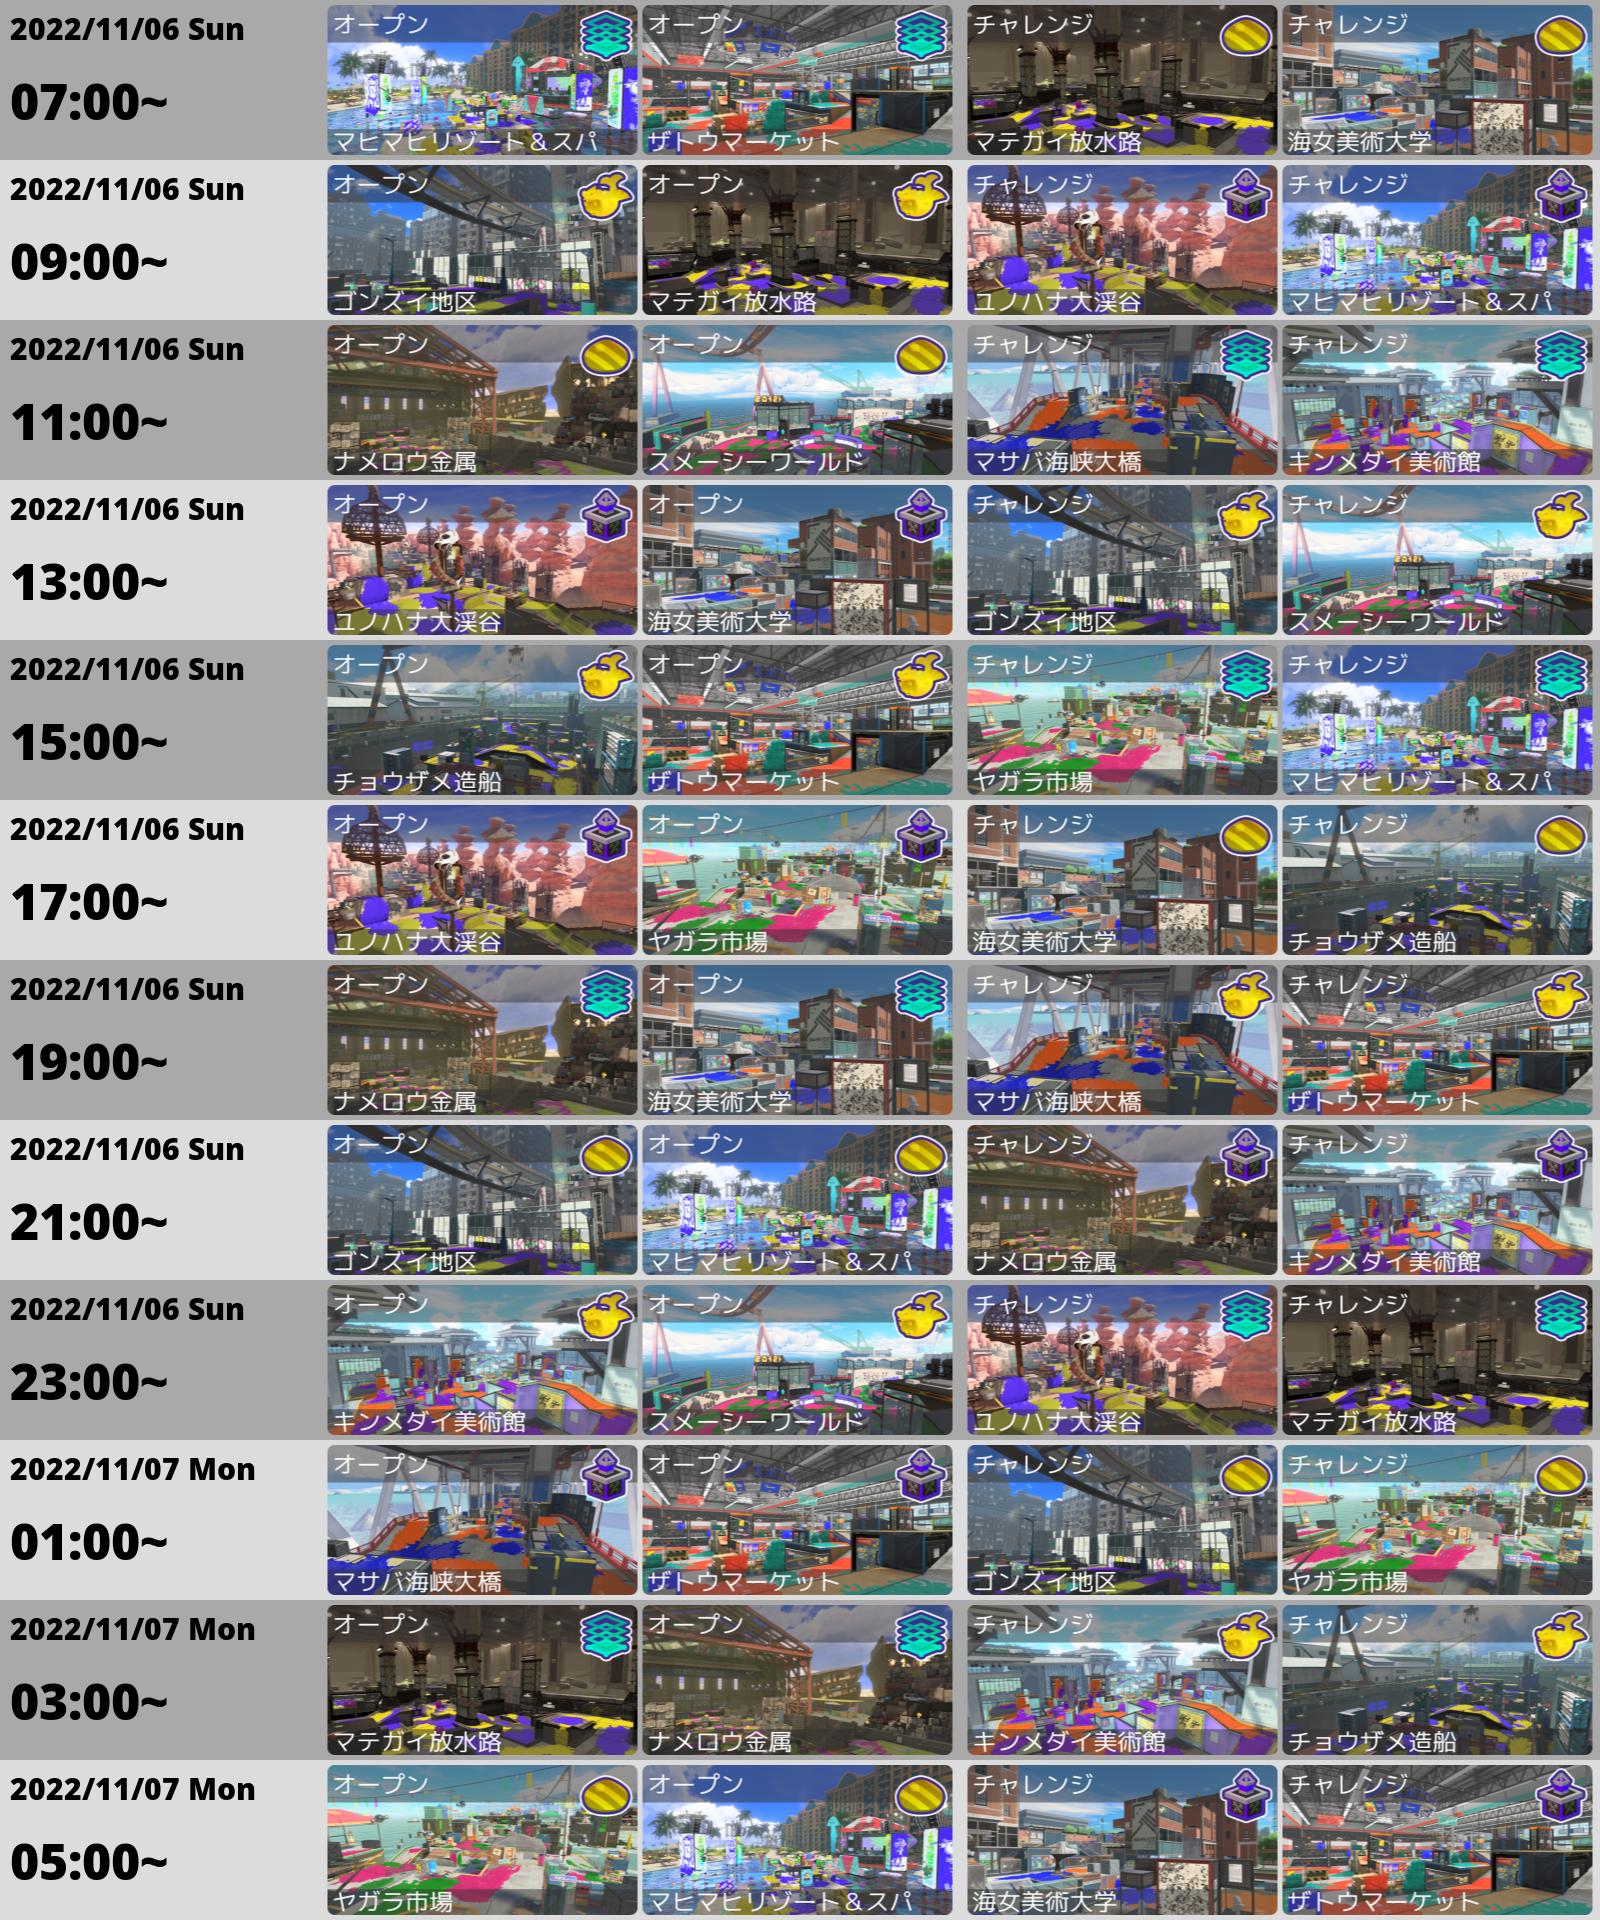 2022/11/06 Sun
07:00~
オープン
マヒマヒリゾート＆スパ
オープン
ザトウマーケット
チャレンジ
マテガイ放水路
チャレンジ
海女美術大学
2022/11/06 Sun
09:00~
オープン
ゴンズイ地区
オープン
マテガイ放水路
チャレンジ
ユノハナ大渓谷
チャレンジ
マヒマヒリゾート＆スパ
2022/11/06 Sun
11:00~
オープン
ナメロウ金属
オープン
スメーシーワールド
チャレンジ
マサバ海峡大橋
チャレンジ
キンメダイ美術館
2022/11/06 Sun
13:00~
オープン
ユノハナ大渓谷
オープン
海女美術大学
チャレンジ
ゴンズイ地区
チャレンジ
スメーシーワールド
2022/11/06 Sun
15:00~
オープン
チョウザメ造船
オープン
ザトウマーケット
チャレンジ
ヤガラ市場
チャレンジ
マヒマヒリゾート＆スパ
2022/11/06 Sun
17:00~
オープン
ユノハナ大渓谷
オープン
ヤガラ市場
チャレンジ
海女美術大学
チャレンジ
チョウザメ造船
2022/11/06 Sun
19:00~
オープン
ナメロウ金属
オープン
海女美術大学
チャレンジ
マサバ海峡大橋
チャレンジ
ザトウマーケット
2022/11/06 Sun
21:00~
オープン
ゴンズイ地区
オープン
マヒマヒリゾート＆スパ
チャレンジ
ナメロウ金属
チャレンジ
キンメダイ美術館
2022/11/06 Sun
23:00~
オープン
キンメダイ美術館
オープン
スメーシーワールド
チャレンジ
ユノハナ大渓谷
チャレンジ
マテガイ放水路
2022/11/07 Mon
01:00~
オープン
マサバ海峡大橋
オープン
ザトウマーケット
チャレンジ
ゴンズイ地区
チャレンジ
ヤガラ市場
2022/11/07 Mon
03:00~
オープン
マテガイ放水路
オープン
ナメロウ金属
チャレンジ
キンメダイ美術館
チャレンジ
チョウザメ造船
2022/11/07 Mon
05:00~
オープン
ヤガラ市場
オープン
マヒマヒリゾート＆スパ
チャレンジ
海女美術大学
チャレンジ
ザトウマーケット